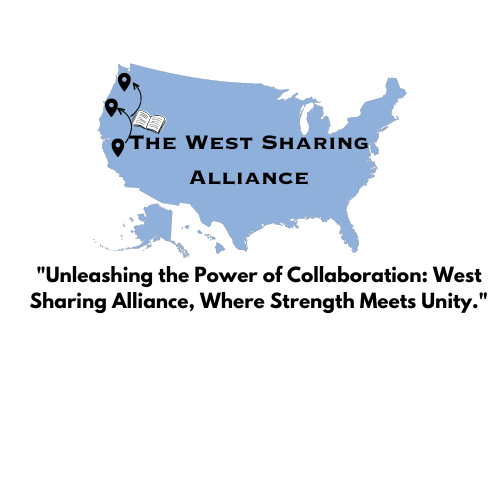 The West Sharing
Alliance
"Unleashing the Power of Collaboration: West
Sharing Alliance, Where Strength Meets Unity."